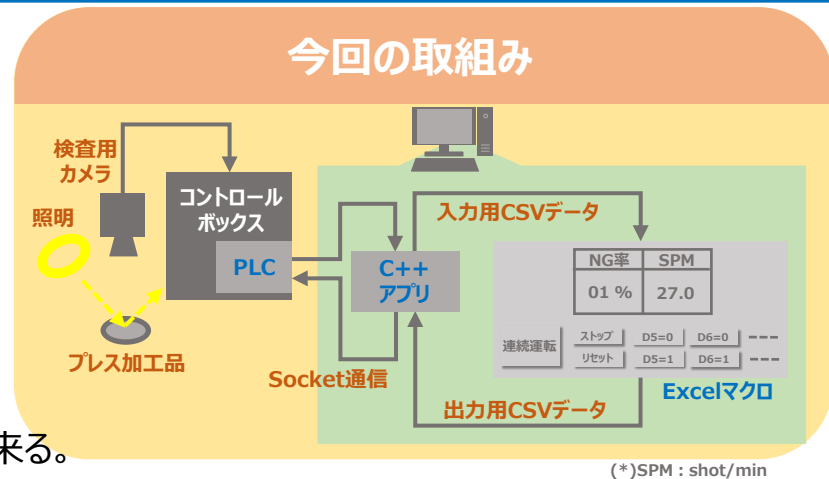 今回の取組み
検査用
カメラ
照明
コントロール
ボックス
PLC
プレス加工品
Socket通信
C++
アプリ
入力用CSVデータ
NG率 SPM
01 % 27.0
連続運転
ストップ D5=0 D6=0 ---
リセット D5=1 D6=1 ---
Excelマクロ
出力用CSVデータ
来る。
(*)SPM : shot/min